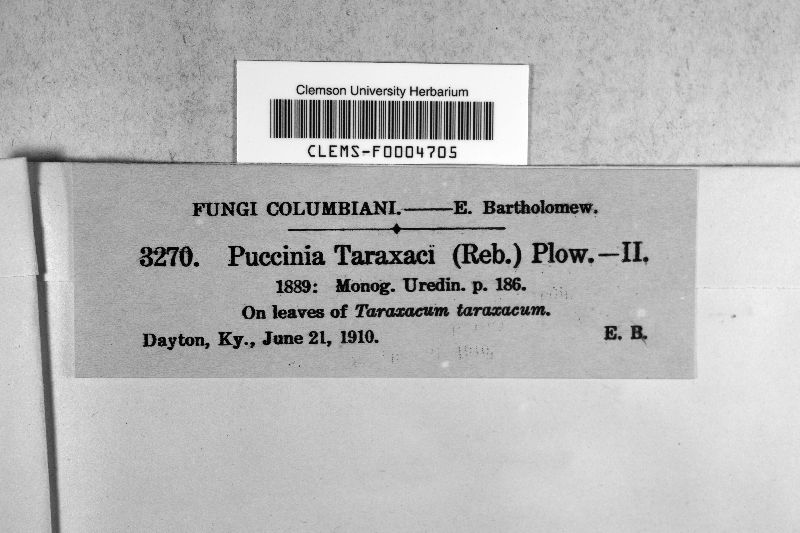 Clemson University Herbarium
CLEMS-F0004705
FUNGI COLUMBIANI.——E. Bartholomew.
3270. Puccinia Taraxaci (Reb.) Plow.—II.
1889: Monog. Uredin. p. 186.
On leaves of Taraxacum taraxacum.
Dayton, Ky., June 21, 1910. E. B.